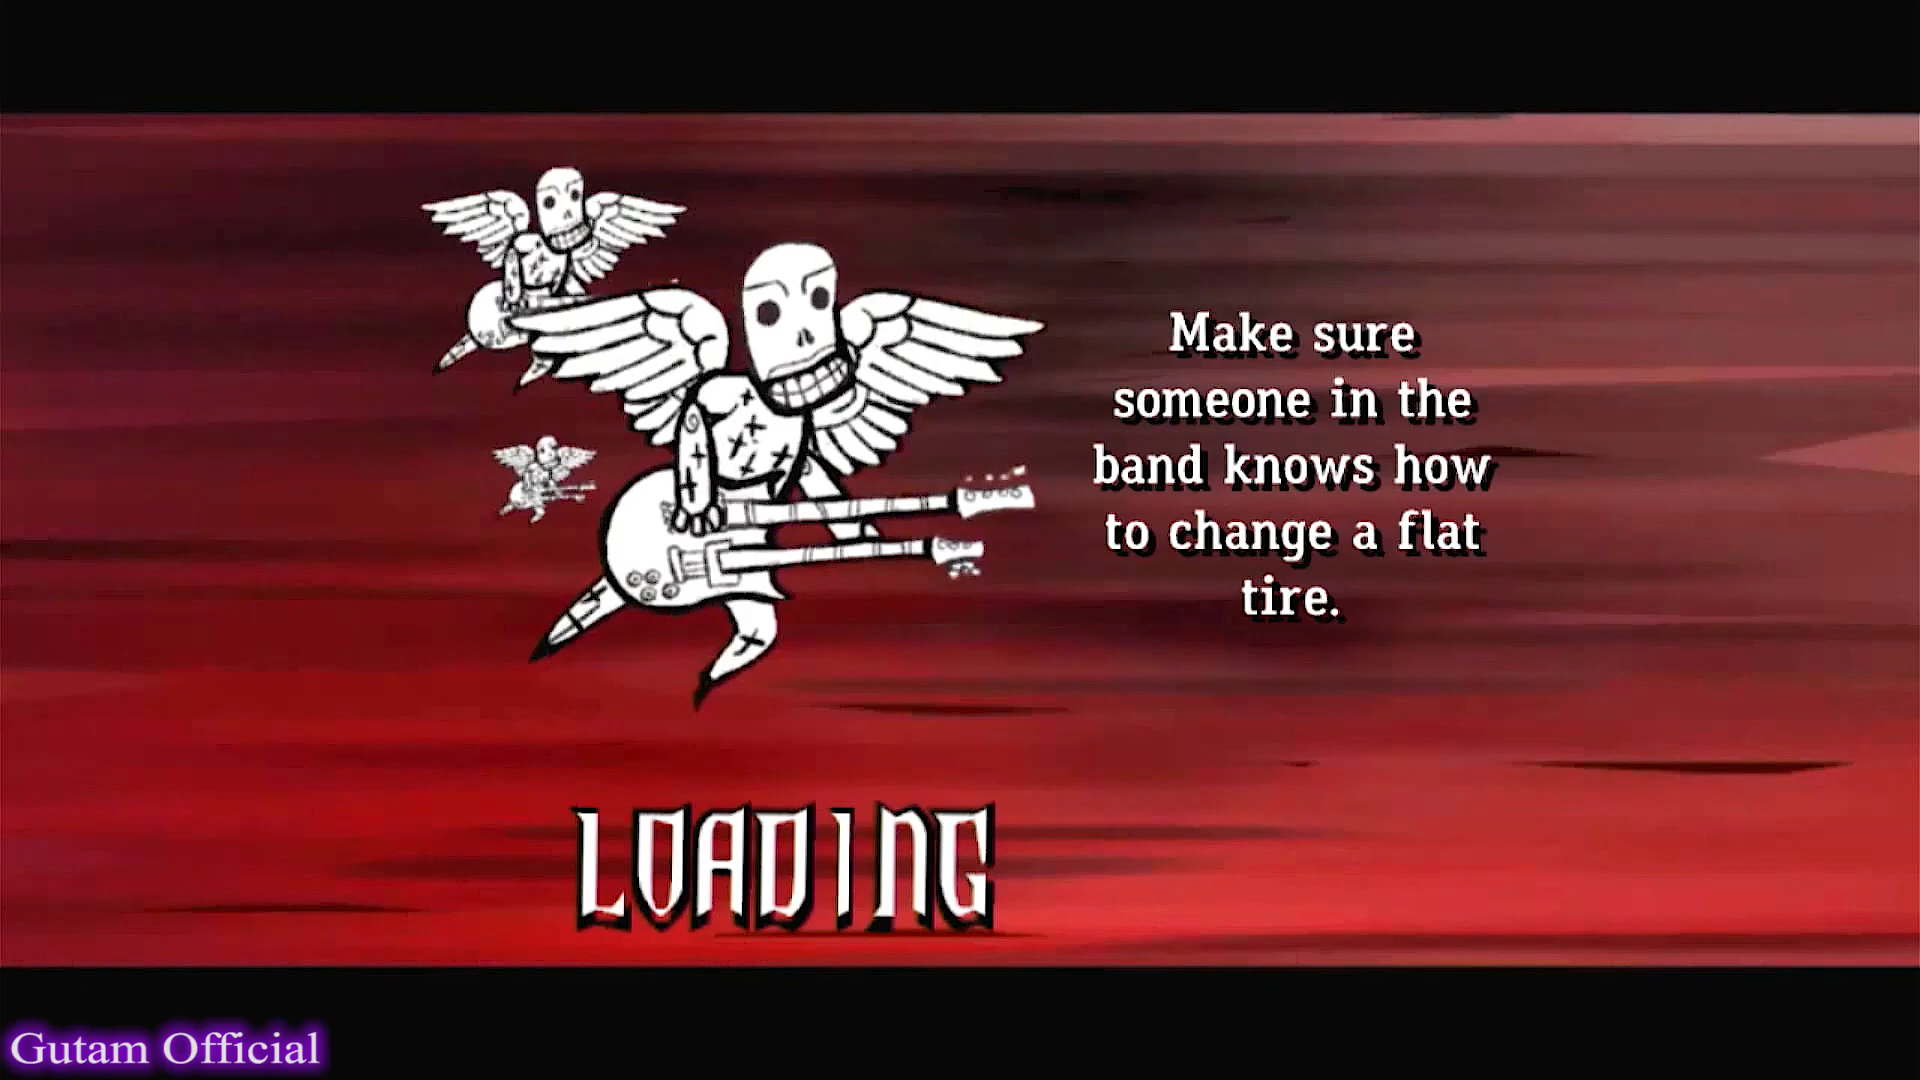 Make sure
someone in the
band knows how
to change a flat
tire.
LOADING
Gutam Official